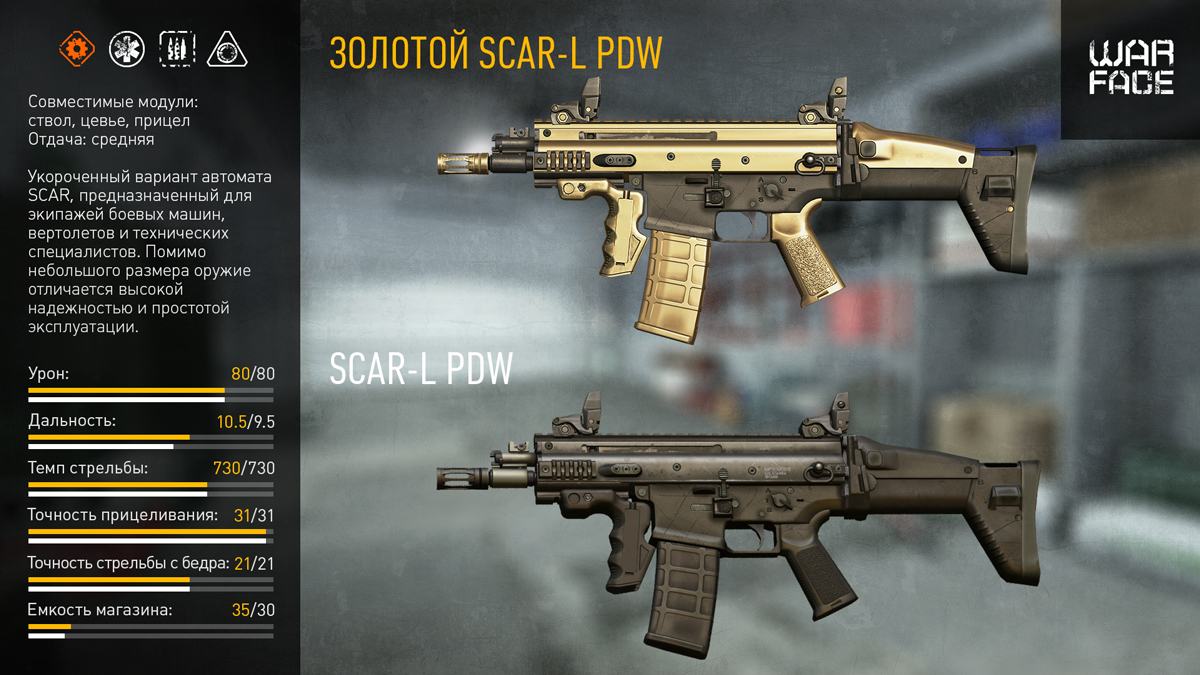 Совместимые модули:
ствол, цевье, прицел
Отдача: средняя
Укороченный вариант автомата
SCAR, предназначенный для
экипажей боевых машин,
вертолетов и технических
специалистов. Помимо
небольшого размера оружие
отличается высокой
надежностью и простотой
эксплуатации.
Урон: 80/80
Дальность: 10.5/9.5
Темп стрельбы: 730/730
Точность прицеливания: 31/31
Точность стрельбы с бедра: 21/21
Емкость магазина: 35/30
ЗОЛОТОЙ SCAR-L PDW
SCAR-L PDW
WAR
FACE